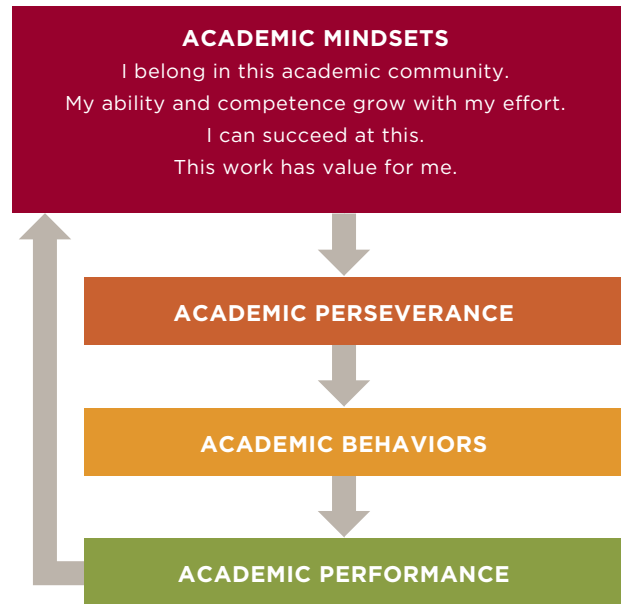 ACADEMIC MINDSETS
I belong in this academic community.
My ability and competence grow with my effort.
I can succeed at this.
This work has value for me.
ACADEMIC PERSEVERANCE
ACADEMIC BEHAVIORS
ACADEMIC PERFORMANCE